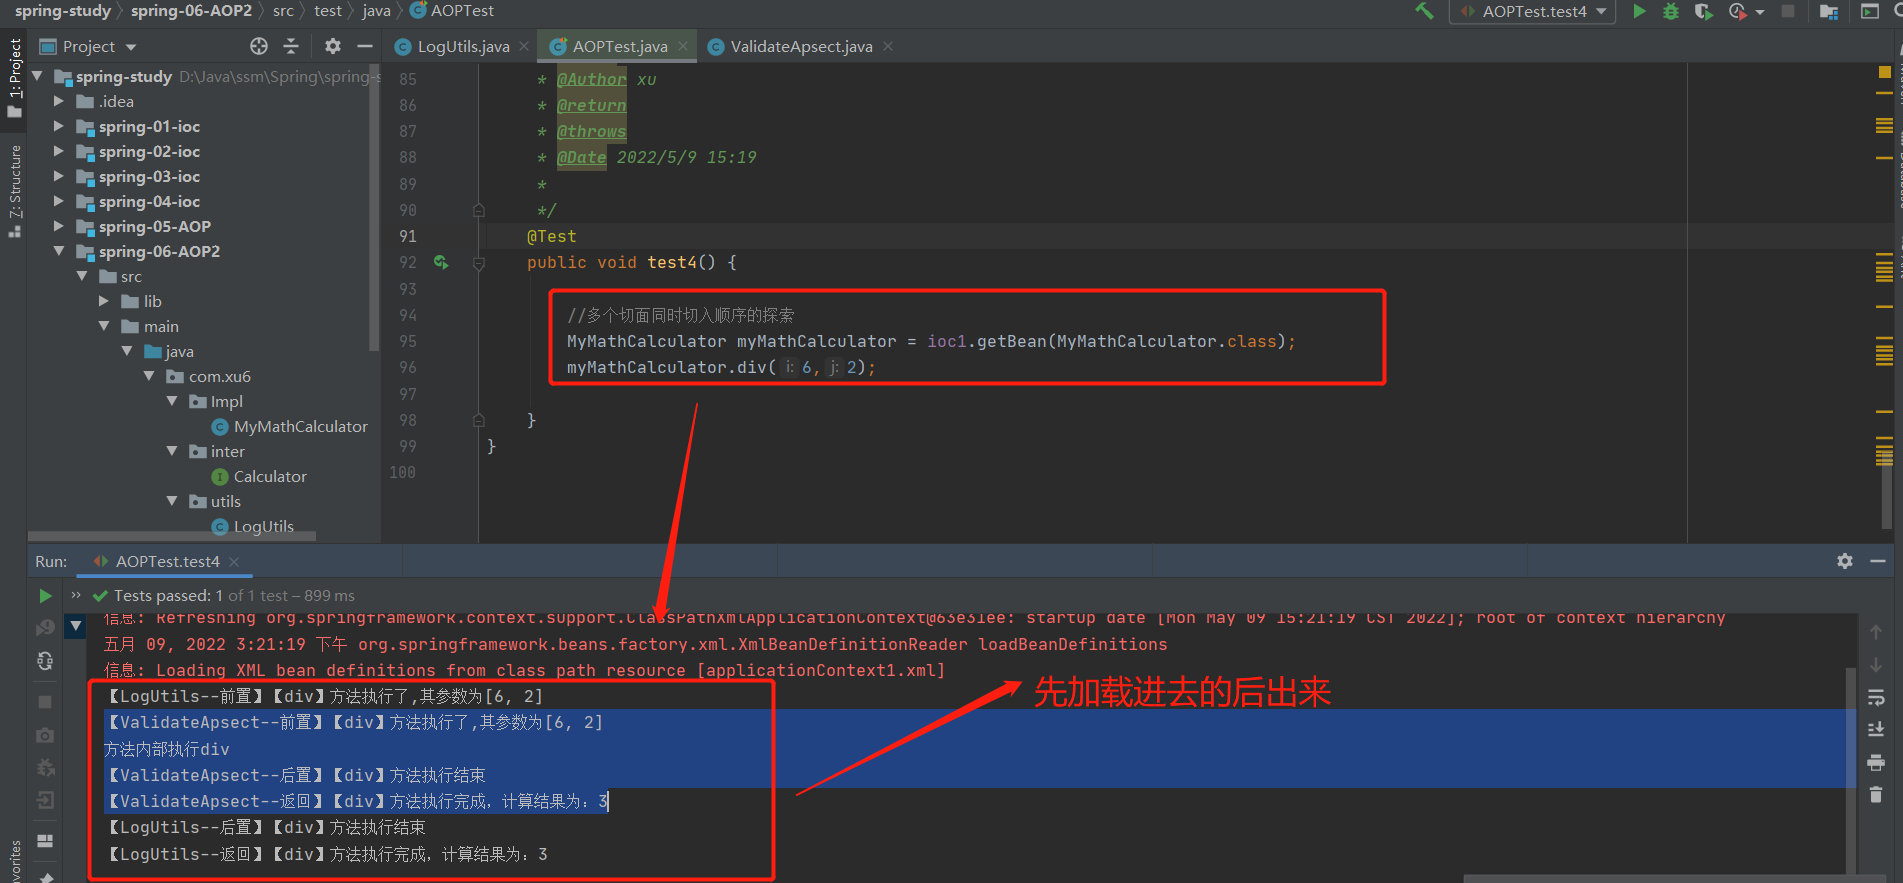 spring-study 〉 spring-06-AOP2 〉 src 〉 test 〉 java 〉 AOPTest
AOPTest.test4
1: Project
7: Structure
Project
LogUtils.java
AOPTest.java
ValidateApsect.java
spring-study D:\Java\ssm\Spring\spring-s
.idea
spring-01-ioc
spring-02-ioc
spring-03-ioc
spring-04-ioc
spring-05-AOP
spring-06-AOP2
src
lib
main
java
com.xu6
Impl
MyMathCalculator
inter
Calculator
utils
LogUtils
85 * @Author xu
86 * @return
87 * @throws
88 * @Date 2022/5/9 15:19
89 *
90 */
91 @Test
92 public void test4() {
93
94 //多个切面同时切入顺序的探索
95 MyMathCalculator myMathCalculator = ioc1.getBean(MyMathCalculator.class);
96 myMathCalculator.div( i: 6, j: 2);
97
98 }
99 }
100
Run: AOPTest.test4
Tests passed: 1 of 1 test – 899 ms
信息: Refreshing org.springframework.context.support.ClassPathXmlApplicationContext@63e31ee: startup date [Mon May 09 15:21:19 CST 2022]; root of context hierarchy
五月 09, 2022 3:21:19 下午 org.springframework.beans.factory.xml.XmlBeanDefinitionReader loadBeanDefinitions
信息: Loading XML bean definitions from class path resource [applicationContext1.xml]
【LogUtils--前置】【div】方法执行了,其参数为[6, 2]
【ValidateApsect--前置】【div】方法执行了,其参数为[6, 2]
方法内部执行div
【ValidateApsect--后置】【div】方法执行结束
【ValidateApsect--返回】【div】方法执行完成，计算结果为：3
【LogUtils--后置】【div】方法执行结束
【LogUtils--返回】【div】方法执行完成，计算结果为：3
先加载进去的后出来